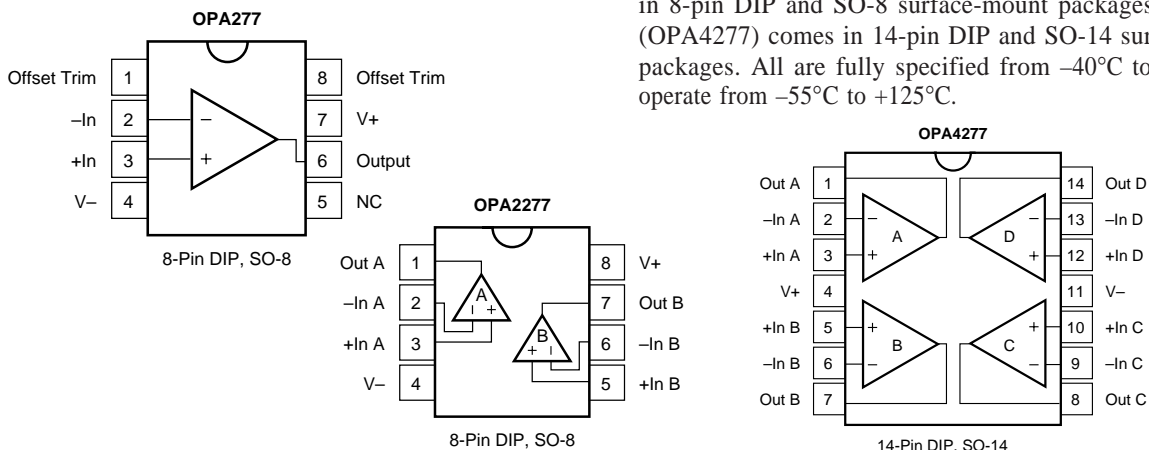 in 8-pin DIP and SO-8 surface-mount packages
(OPA4277) comes in 14-pin DIP and SO-14 sur
packages. All are fully specified from –40°C to
operate from –55°C to +125°C.
OPA277
Offset Trim 1 8 Offset Trim
–In 2 – 7 V+
+In 3 + 6 Output
V– 4 5 NC
8-Pin DIP, SO-8
OPA2277
Out A 1 A 8 V+
–In A 2 – + 7 Out B
+In A 3 B 6 –In B
V– 4 + – 5 +In B
8-Pin DIP, SO-8
OPA4277
Out A 1 14 Out D
–In A 2 – – 13 –In D
A D
+In A 3 + + 12 +In D
V+ 4 11 V–
+In B 5 + + 10 +In C
B C
–In B 6 – – 9 –In C
Out B 7 8 Out C
14-Pin DIP, SO-14